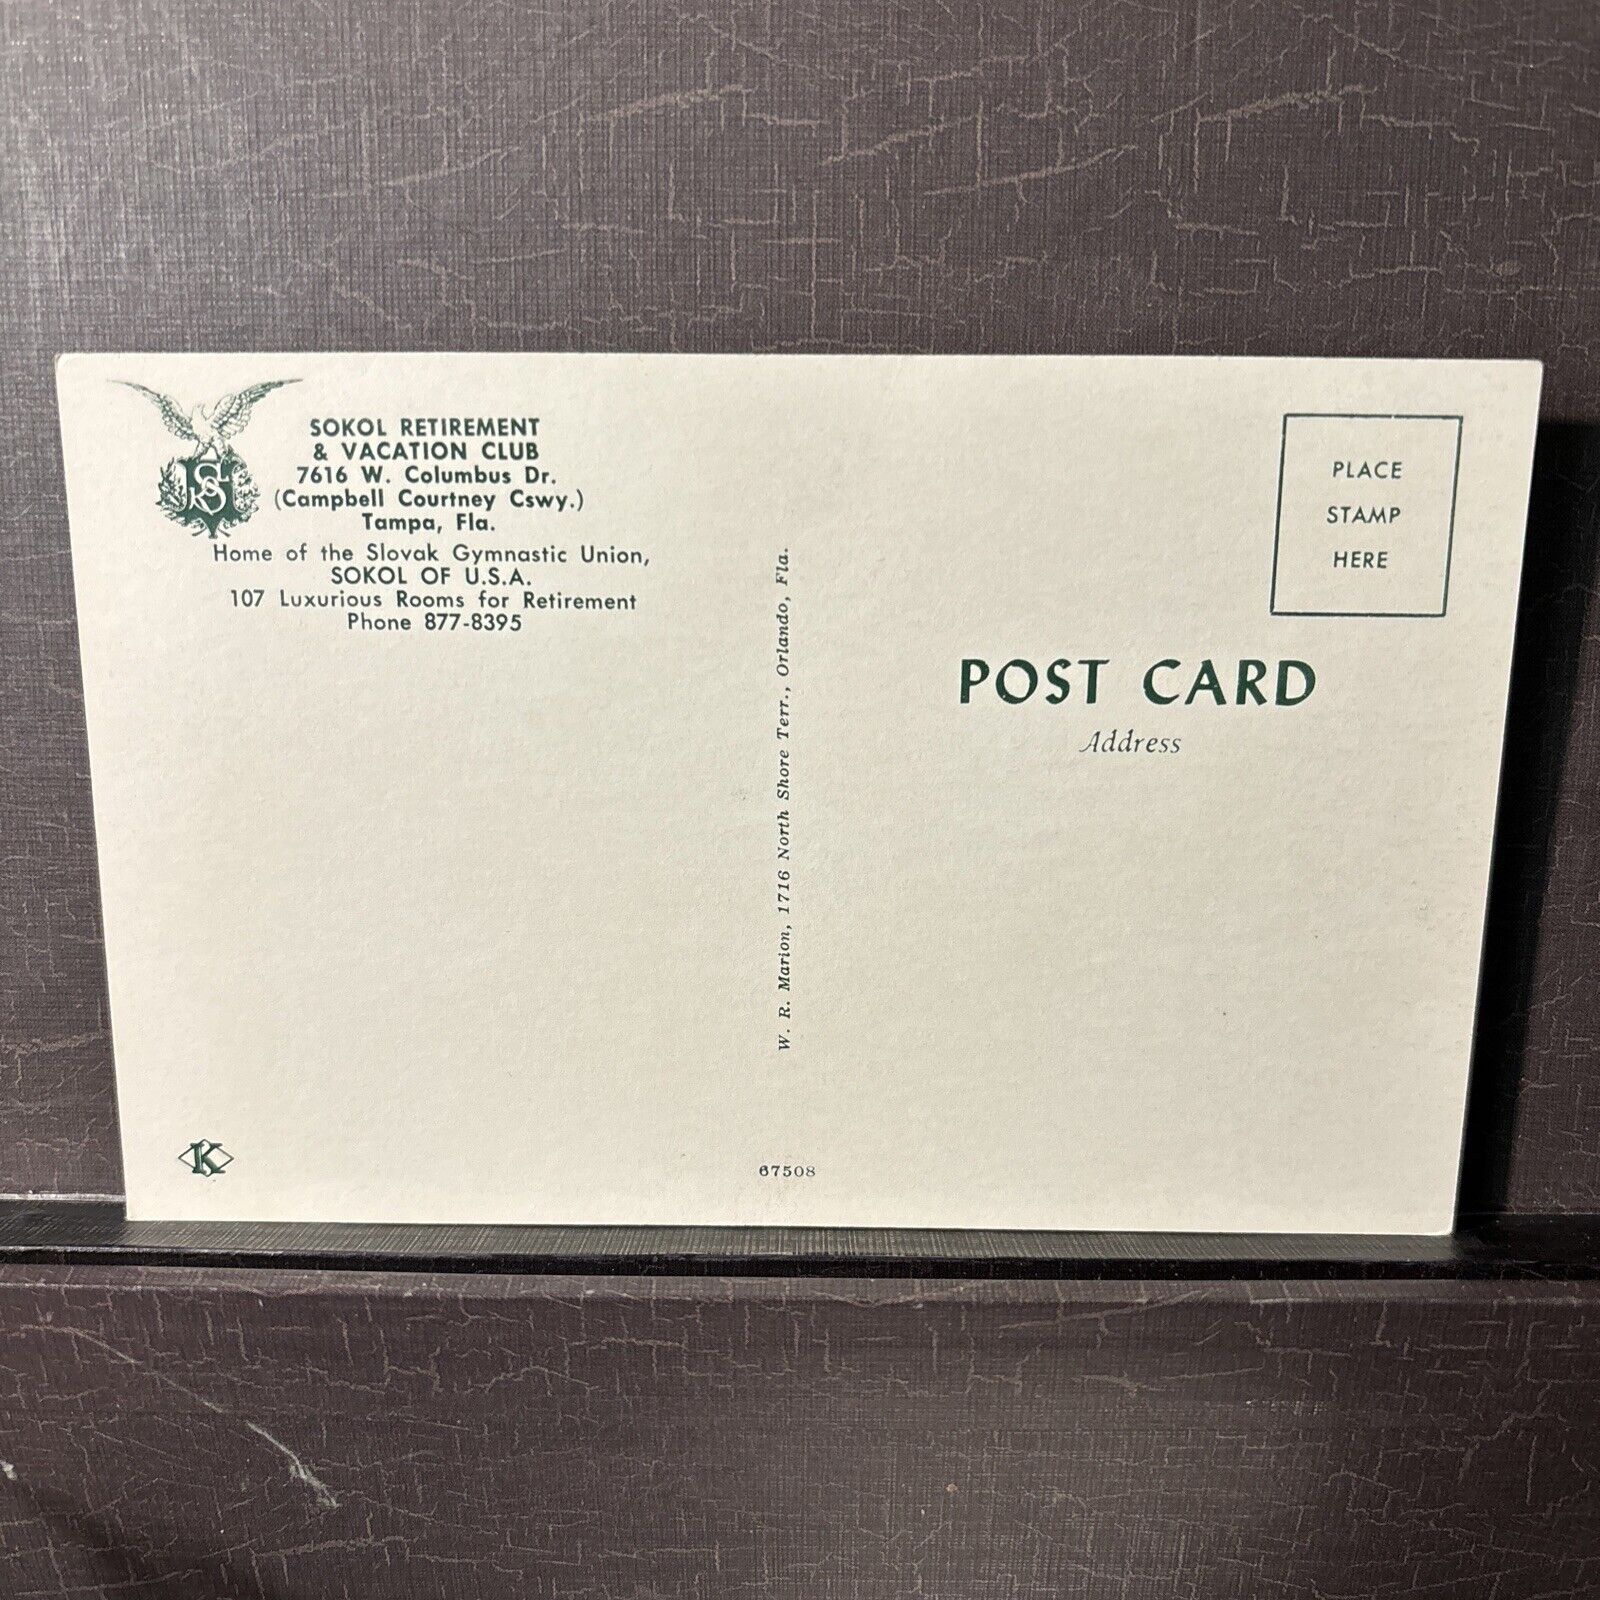 SOKOL RETIREMENT
& VACATION CLUB
7616 W. Columbus Dr.
(Campbell Courtney Cswy.)
Tampa, Fla.
Home of the Slovak Gymnastic Union,
SOKOL OF U.S.A.
107 Luxurious Rooms for Retirement
Phone 877-8395
W. R. Marion, 1716 North Shore Terr., Orlando, Fla.
PLACE
STAMP
HERE
POST CARD
Address
K
67508